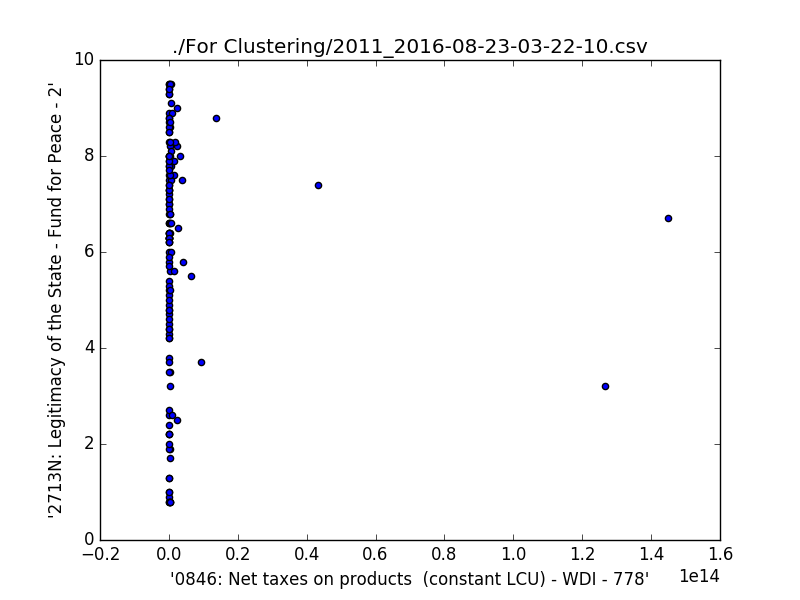 ./For Clustering/2011_2016-08-23-03-22-10.csv
10
8
6
4
2
0
'2713N: Legitimacy of the State - Fund for Peace - 2'
−0.2 0.0 0.2 0.4 0.6 0.8 1.0 1.2 1.4 1.6
1e14
'0846: Net taxes on products  (constant LCU) - WDI - 778'